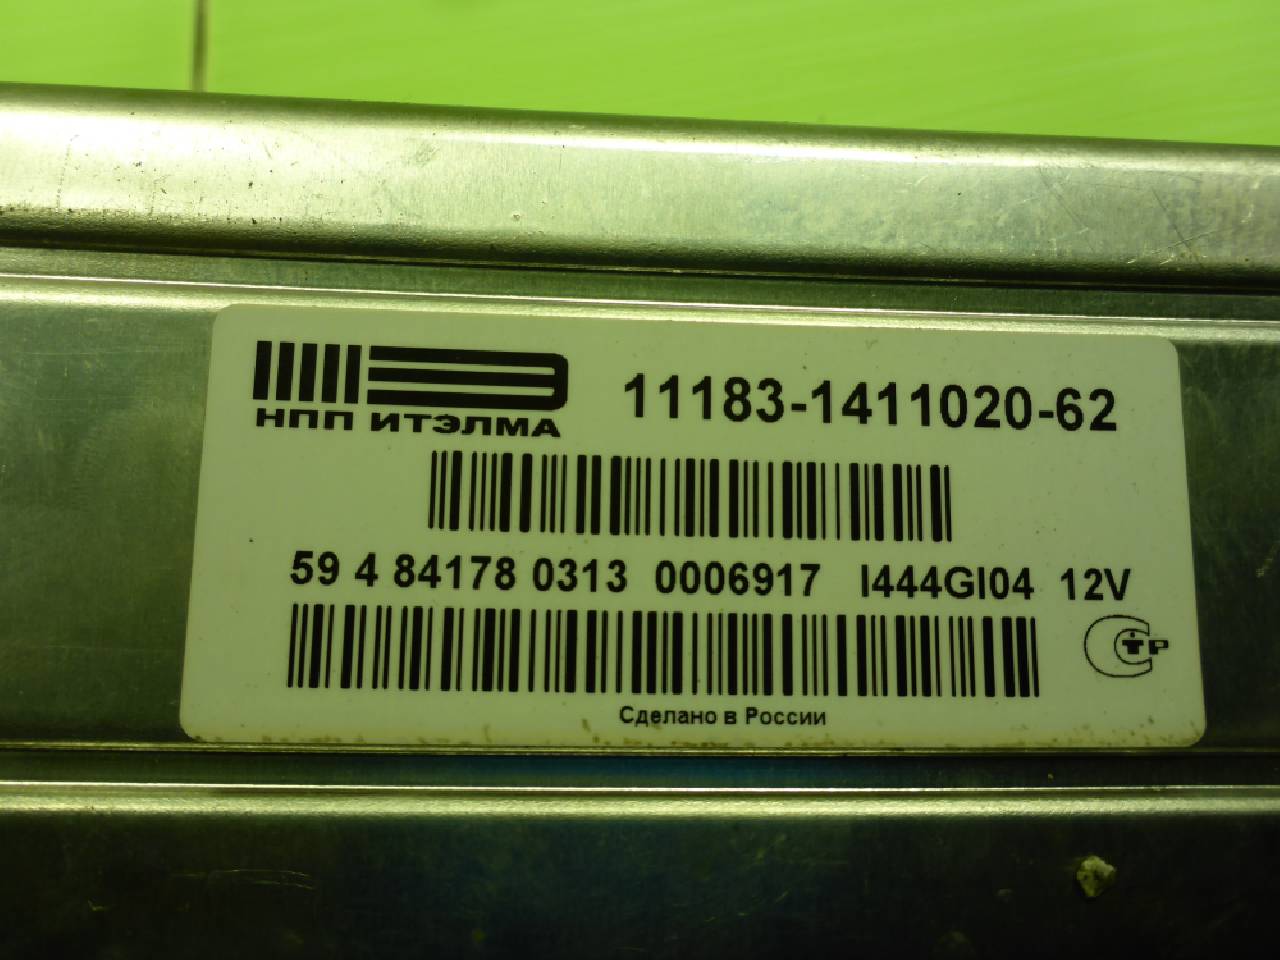 НПП ИТЭЛМА
11183-1411020-62
59 4 84178 0313 0006917 I444GI04 12V
Сделано в России